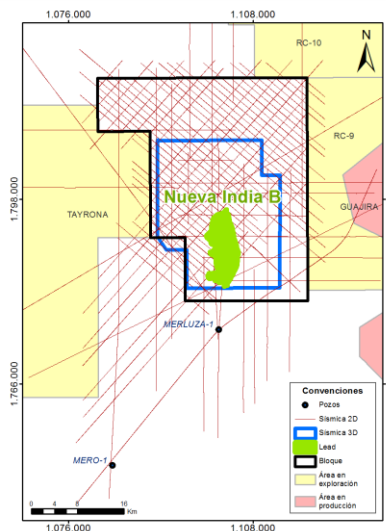 1.076.000
1.108.000
RC-10
N
RC-9
Nueva India B
TAYRONA
GUAJIRA
1.798.000
MERLUZA-1
1.766.000
MERO-1
Convenciones
Pozos
Sísmica 2D
Sísmica 3D
Lead
Bloque
Área en
exploración
Área en
producción
0
4
8
16
Km
1.076.000
1.108.000